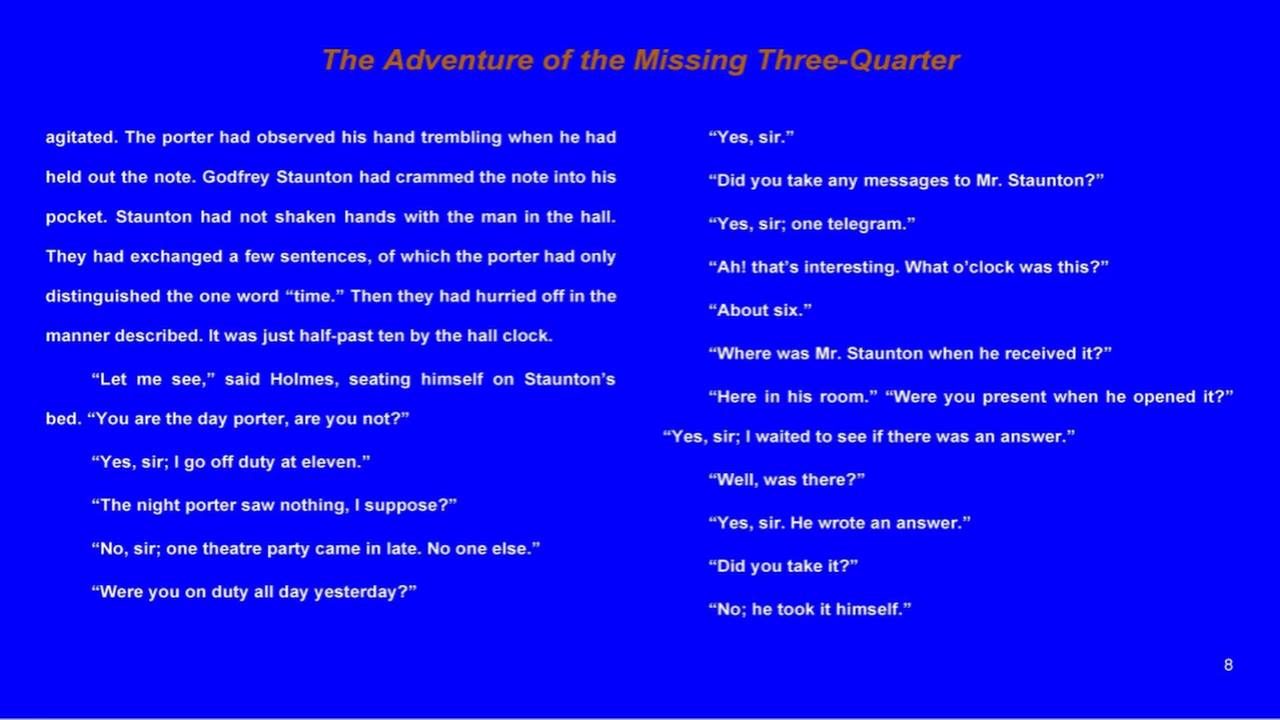 The Adventure of the Missing Three-Quarter
agitated. The porter had observed his hand trembling when he had
held out the note. Godfrey Staunton had crammed the note into his
pocket. Staunton had not shaken hands with the man in the hall.
They had exchanged a few sentences, of which the porter had only
distinguished the one word “time.” Then they had hurried off in the
manner described. It was just half-past ten by the hall clock.
“Let me see,” said Holmes, seating himself on Staunton’s
bed. “You are the day porter, are you not?”
“Yes, sir; I go off duty at eleven.”
“The night porter saw nothing, I suppose?”
“No, sir; one theatre party came in late. No one else.”
“Were you on duty all day yesterday?”
“Yes, sir.”
“Did you take any messages to Mr. Staunton?”
“Yes, sir; one telegram.”
“Ah! that’s interesting. What o’clock was this?”
“About six.”
“Where was Mr. Staunton when he received it?”
“Here in his room.” “Were you present when he opened it?”
“Yes, sir; I waited to see if there was an answer.”
“Well, was there?”
“Yes, sir. He wrote an answer.”
“Did you take it?”
“No; he took it himself.”
8